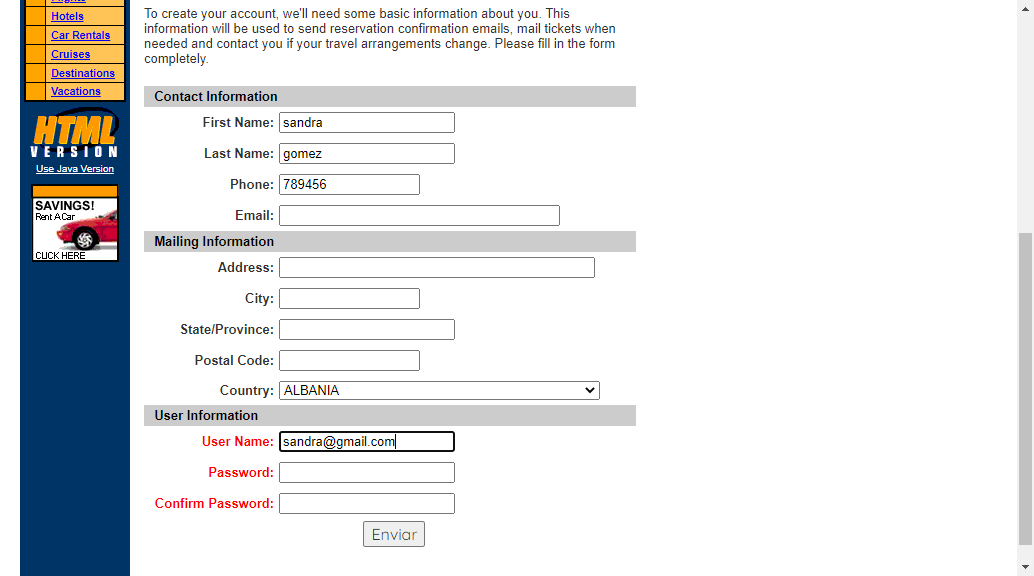 Hotels
Car Rentals
Cruises
Destinations
Vacations
HTML
VERSION
Use Java Version
SAVINGS!
Rent A Car
CLICK HERE
To create your account, we'll need some basic information about you. This
information will be used to send reservation confirmation emails, mail tickets when
needed and contact you if your travel arrangements change. Please fill in the form
completely.
Contact Information
First Name: sandra
Last Name: gomez
Phone: 789456
Email:
Mailing Information
Address:
City:
State/Province:
Postal Code:
Country: ALBANIA
User Information
User Name: sandra@gmail.com
Password:
Confirm Password:
Enviar